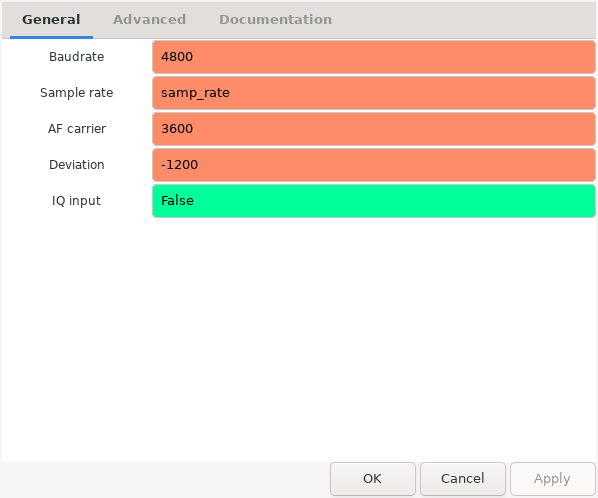 General Advanced Documentation
Baudrate 4800
Sample rate samp_rate
AF carrier 3600
Deviation -1200
IQ input False
OK Cancel Apply